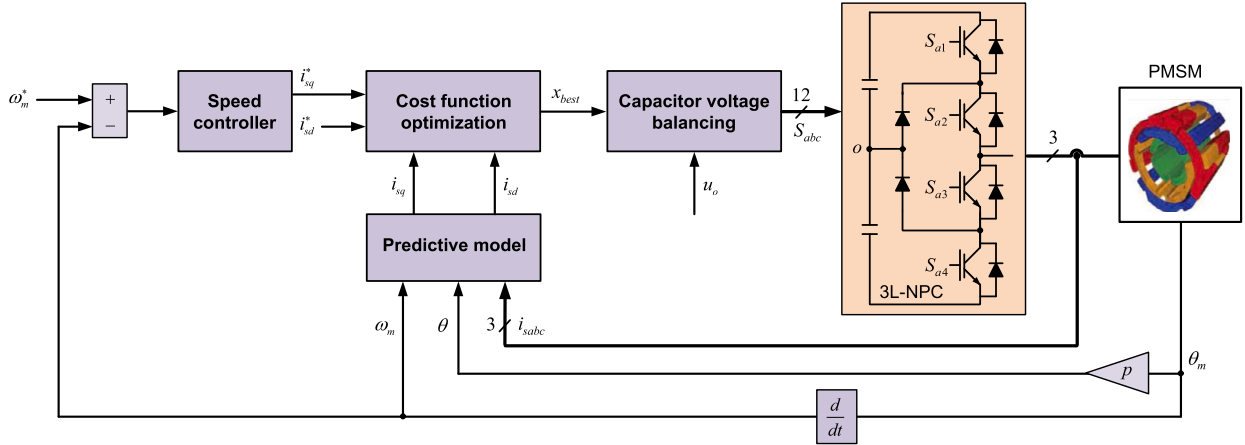 ω*m
+
−
Speed
controller
i*sq
i*sd
Cost function
optimization
xbest
Capacitor voltage
balancing
12
Sabc
uo
isq
isd
Predictive model
ωm
θ
3
isabc
Sa1
Sa2
o
Sa3
Sa4
3L-NPC
3
PMSM
θm
p
d
dt